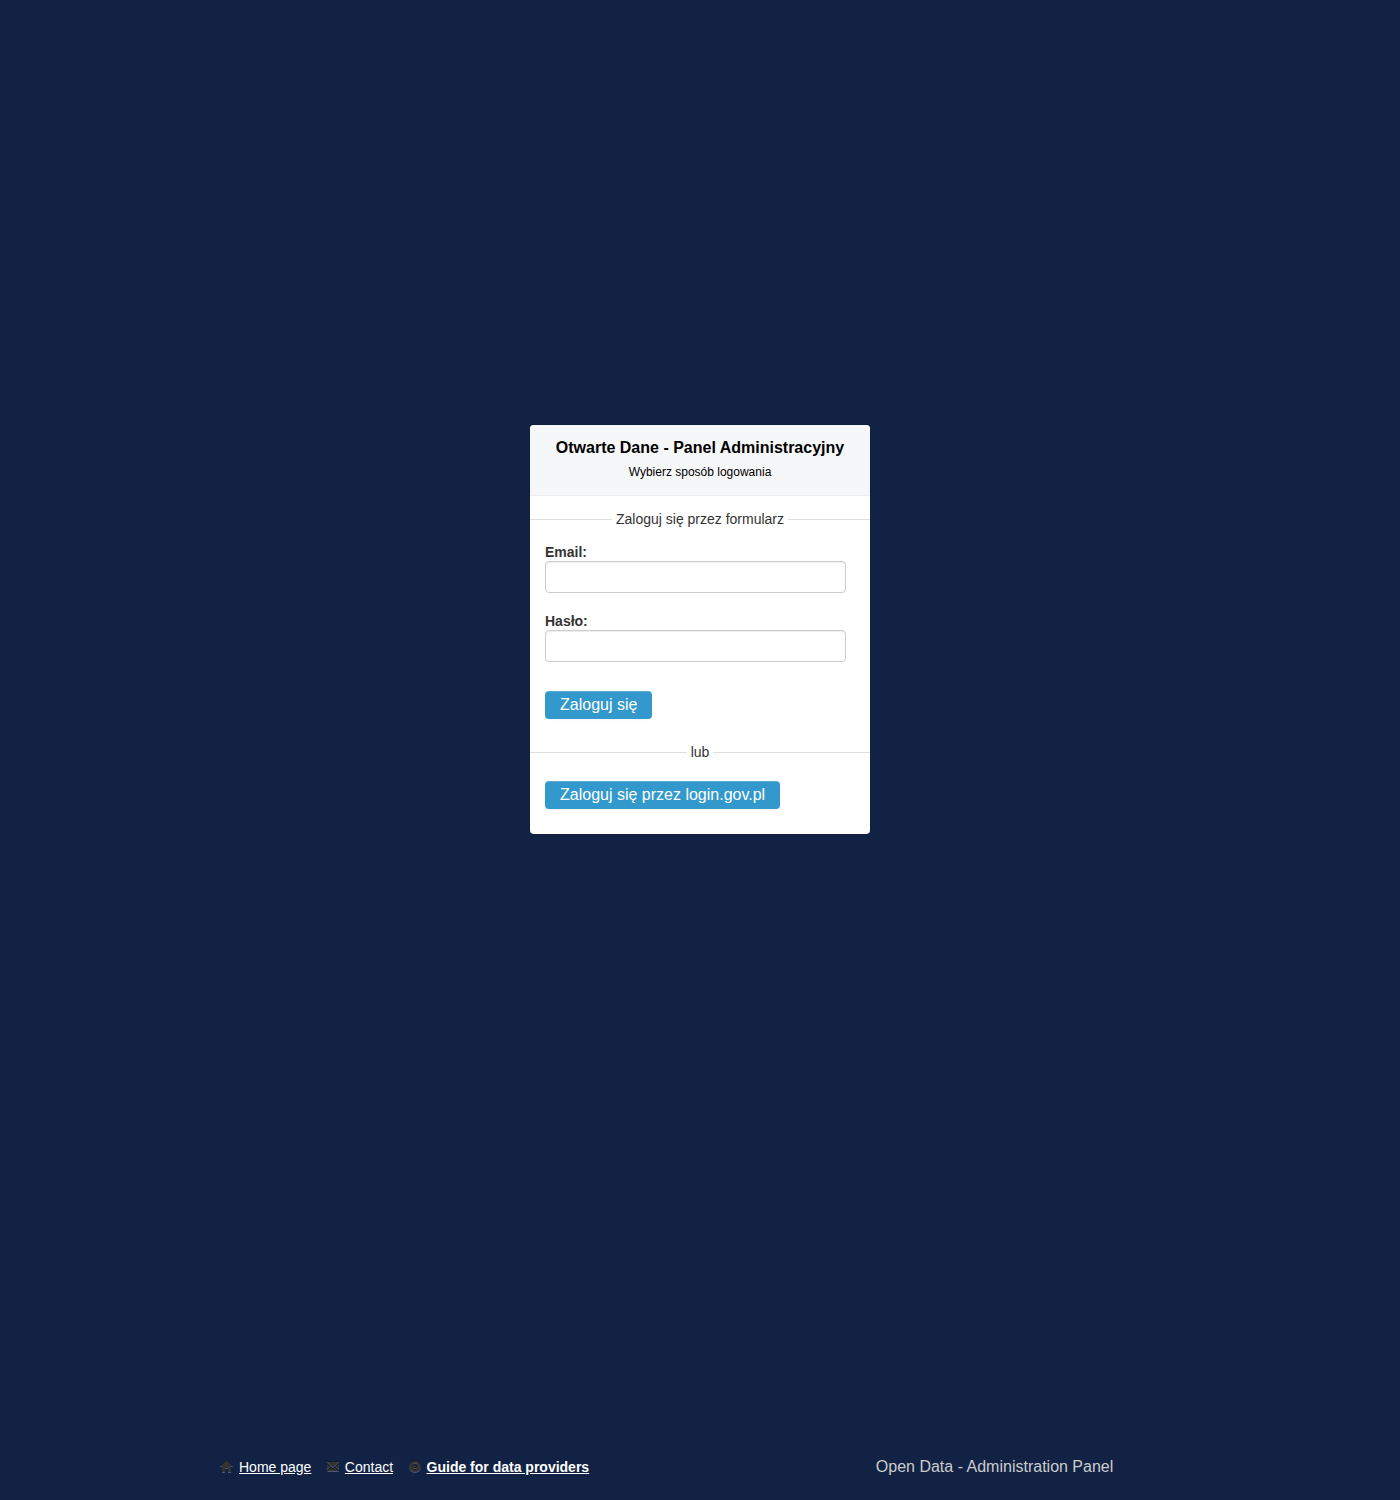 Otwarte Dane - Panel Administracyjny
Wybierz sposób logowania
Zaloguj się przez formularz
Email:
Hasło:
Zaloguj się
lub
Zaloguj się przez login.gov.pl
Home page Contact Guide for data providers Open Data - Administration Panel